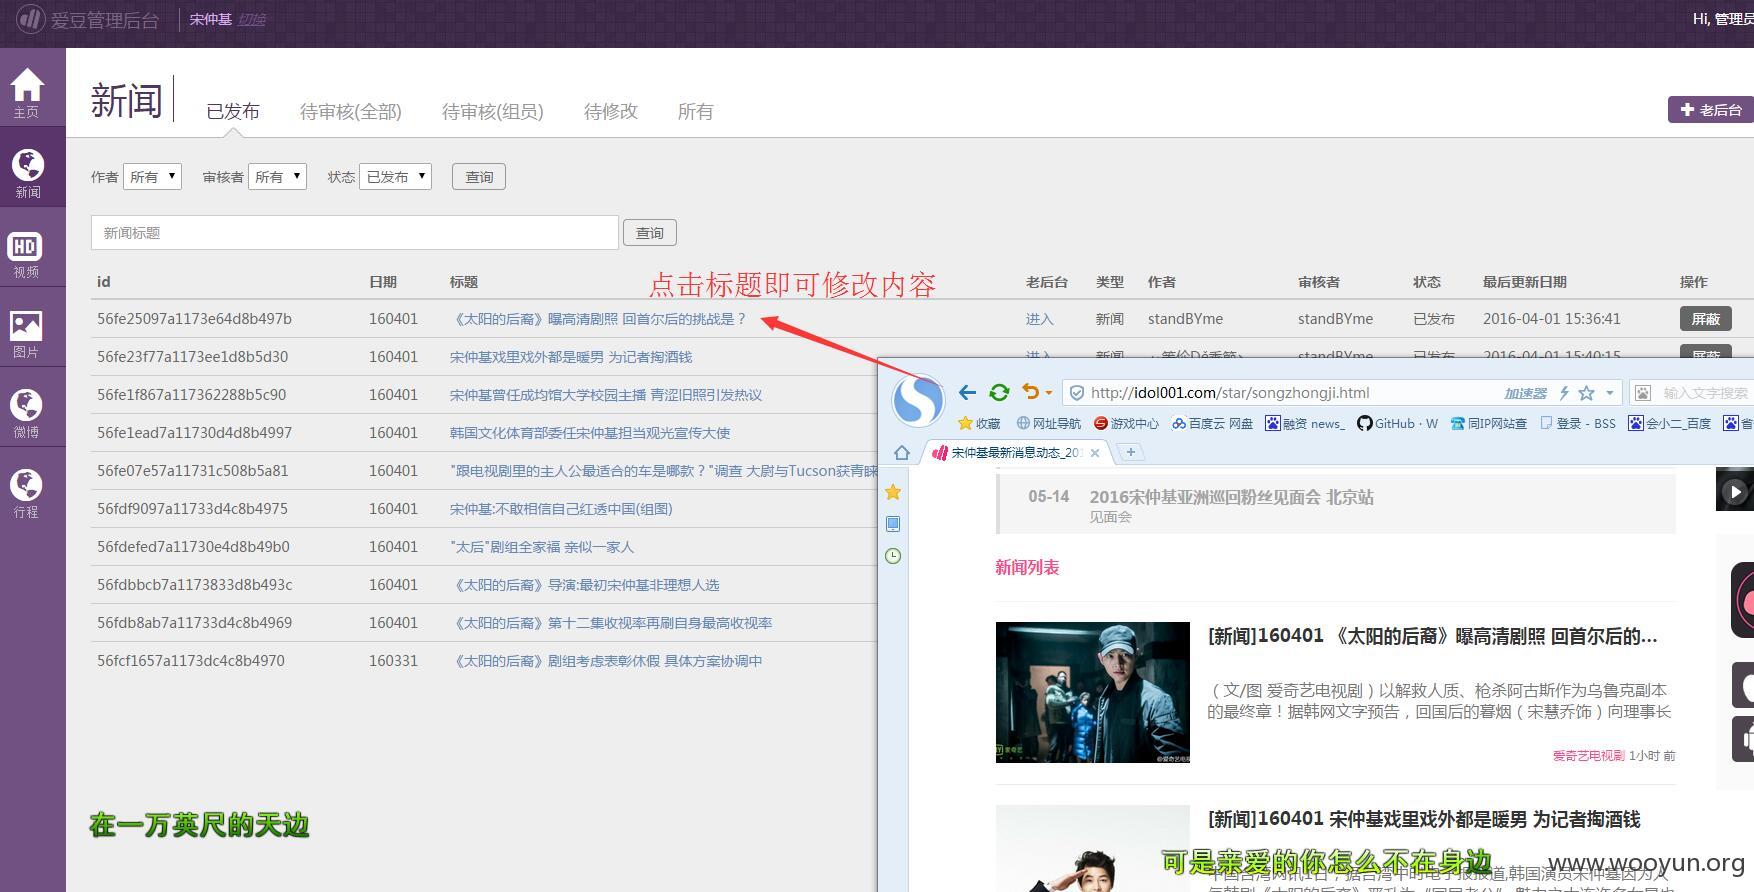 爱豆管理后台 宋仲基 切换 Hi, 管理员
主页
新闻
视频
图片
微博
行程
新闻 已发布 待审核(全部) 待审核(组员) 待修改 所有
老后台
作者 所有 审核者 所有 状态 已发布 查询
新闻标题 查询
点击标题即可修改内容
id 日期 标题 老后台 类型 作者 审核者 状态 最后更新日期 操作
56fe25097a1173e64d8b497b 160401 《太阳的后裔》曝高清剧照 回首尔后的挑战是？ 进入 新闻 standBYme standBYme 已发布 2016-04-01 15:36:41 屏蔽
56fe23f77a1173ee1d8b5d30 160401 宋仲基戏里戏外都是暖男 为记者掏酒钱 进入 新闻 standBYme 已发布 2016-04-01 15:40:15 屏蔽
56fe1f867a117362288b5c90 160401 宋仲基曾任成均馆大学校园主播 青涩旧照引发热议
56fe1ead7a11730d4d8b4997 160401 韩国文化体育部委任宋仲基担当观光宣传大使
56fe07e57a11731c508b5a81 160401 "跟电视剧里的主人公最适合的车是哪款？"调查 大尉与Tucson获青睐
56fdf9097a11733d4c8b4975 160401 宋仲基:不敢相信自己红透中国(组图)
56fdefed7a11730e4d8b49b0 160401 "太后"剧组全家福 亲似一家人
56fdbbcb7a1173833d8b493c 160401 《太阳的后裔》导演:最初宋仲基非理想人选
56fdb8ab7a11733d4c8b4969 160401 《太阳的后裔》第十二集收视率再刷自身最高收视率
56fcf1657a1173dc4c8b4970 160331 《太阳的后裔》剧组考虑表彰休假 具体方案协调中
http://idol001.com/star/songzhongji.html 加速器 输入文字搜索
收藏 网址导航 游戏中心 百度云 网盘 融资 news_ GitHub · W 同IP网站查 登录 - BSS 会小二_百度
宋仲基最新消息动态_20
05-14 2016宋仲基亚洲巡回粉丝见面会 北京站
见面会
新闻列表
[新闻]160401 《太阳的后裔》曝高清剧照 回首尔后的...
（文/图 爱奇艺电视剧）以解救人质、枪杀阿古斯作为乌鲁克副本
的最终章！据韩网文字预告，回国后的暮烟（宋慧乔饰）向理事长
爱奇艺电视剧 1小时 前
[新闻]160401 宋仲基戏里戏外都是暖男 为记者掏酒钱
在一万英尺的天边
可是亲爱的你怎么不在身边
www.wooyun.org